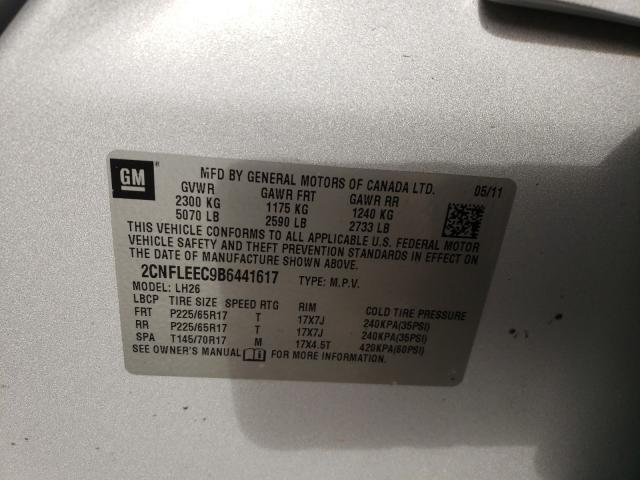 GM ®
MFD BY GENERAL MOTORS OF CANADA LTD. 05/11
GVWR GAWR FRT GAWR RR
2300 KG 1175 KG 1240 KG
5070 LB 2590 LB 2733 LB
THIS VEHICLE CONFORMS TO ALL APPLICABLE U.S. FEDERAL MOTOR
VEHICLE SAFETY AND THEFT PREVENTION STANDARDS IN EFFECT ON
THE DATE OF MANUFACTURE SHOWN ABOVE.
2CNFLEEC9B6441617 TYPE: M.P.V.
MODEL: LH26
LBCP TIRE SIZE SPEED RTG RIM COLD TIRE PRESSURE
FRT P225/65R17 T 17X7J 240KPA(35PSI)
RR P225/65R17 T 17X7J 240KPA(35PSI)
SPA T145/70R17 M 17X4.5T 420KPA(60PSI)
SEE OWNER'S MANUAL FOR MORE INFORMATION.